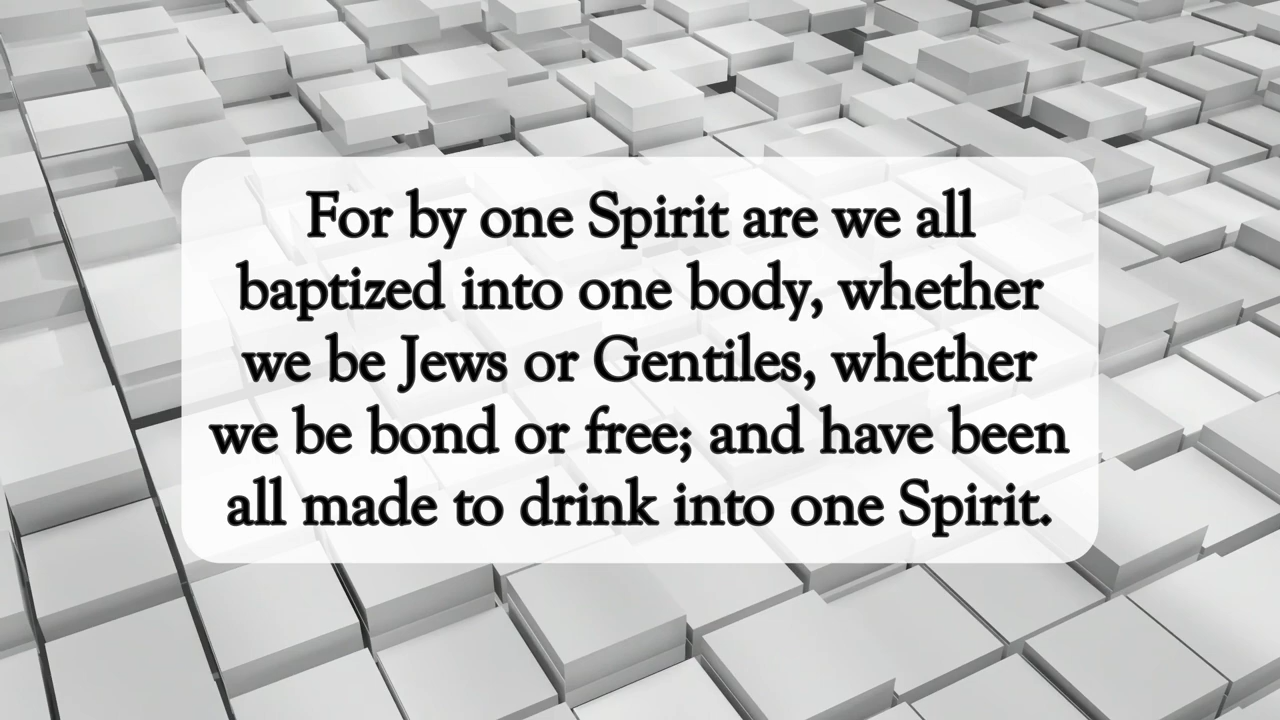 For by one Spirit are we all
baptized into one body, whether
we be Jews or Gentiles, whether
we be bond or free; and have been
all made to drink into one Spirit.